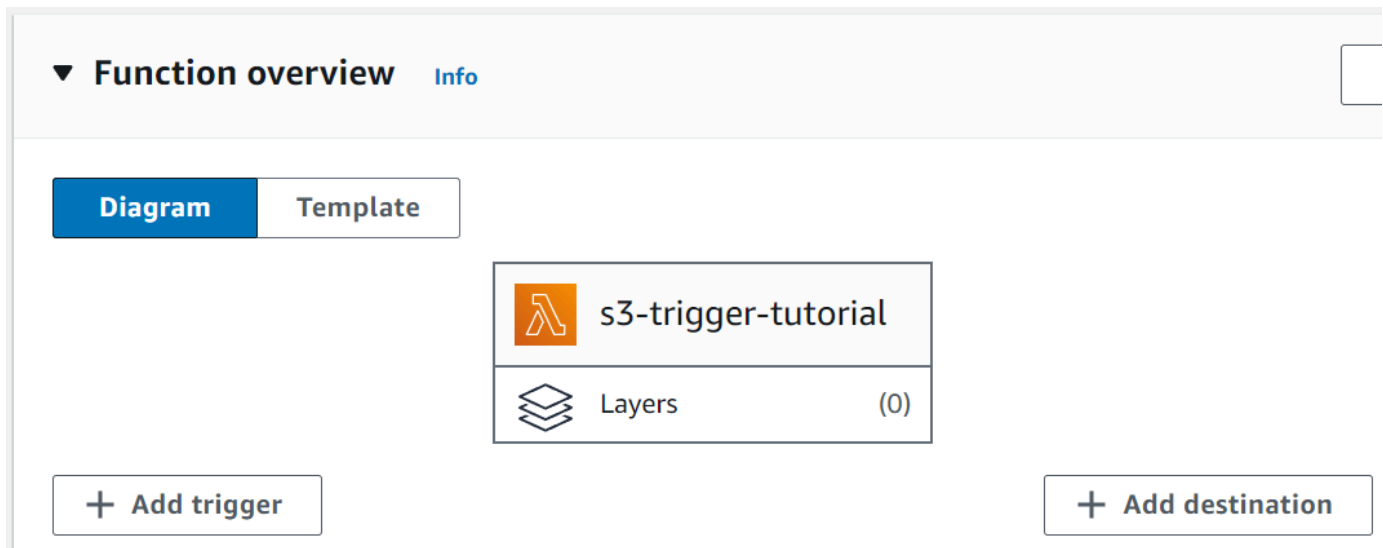 Function overview Info
Diagram Template
s3-trigger-tutorial
Layers (0)
+ Add trigger + Add destination